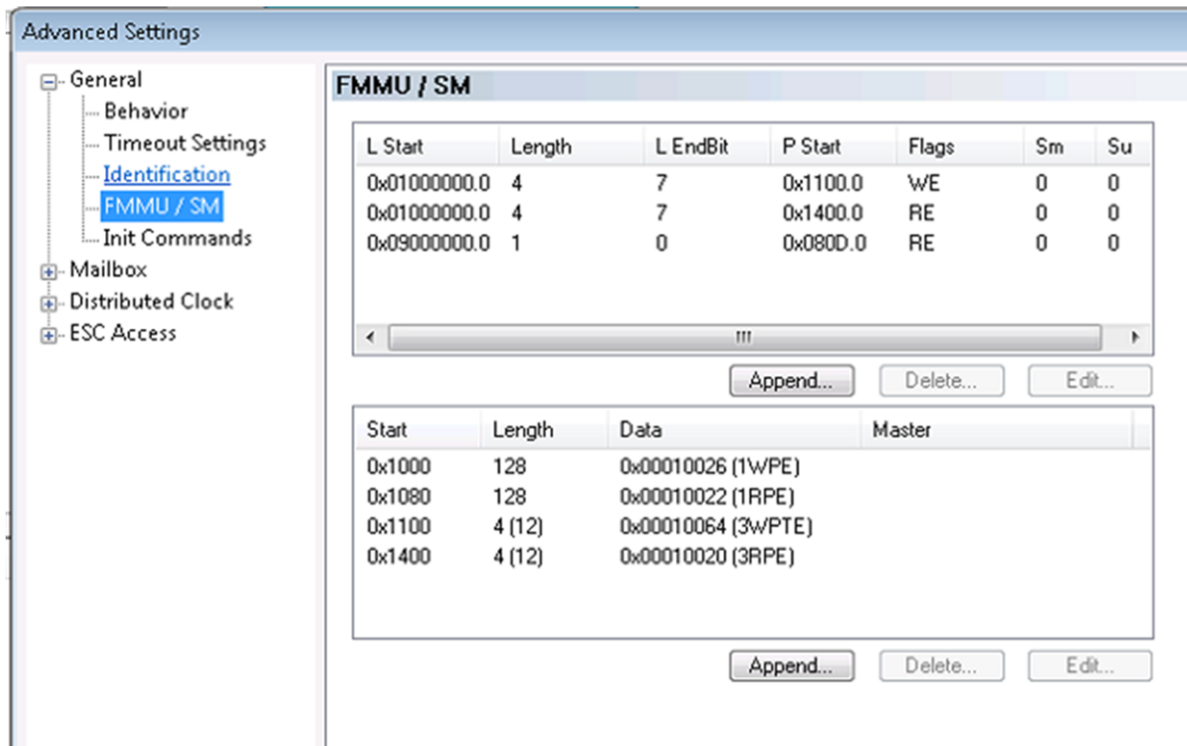 Advanced Settings
General
Behavior
Timeout Settings
Identification
FMMU / SM
Init Commands
Mailbox
Distributed Clock
ESC Access
FMMU / SM
L Start Length L EndBit P Start Flags Sm Su
0x01000000.0 4 7 0x1100.0 WE 0 0
0x01000000.0 4 7 0x1400.0 RE 0 0
0x09000000.0 1 0 0x080D.0 RE 0 0
Append... Delete... Edit...
Start Length Data Master
0x1000 128 0x00010026 (1WPE)
0x1080 128 0x00010022 (1RPE)
0x1100 4 (12) 0x00010064 (3WPTE)
0x1400 4 (12) 0x00010020 (3RPE)
Append... Delete... Edit...